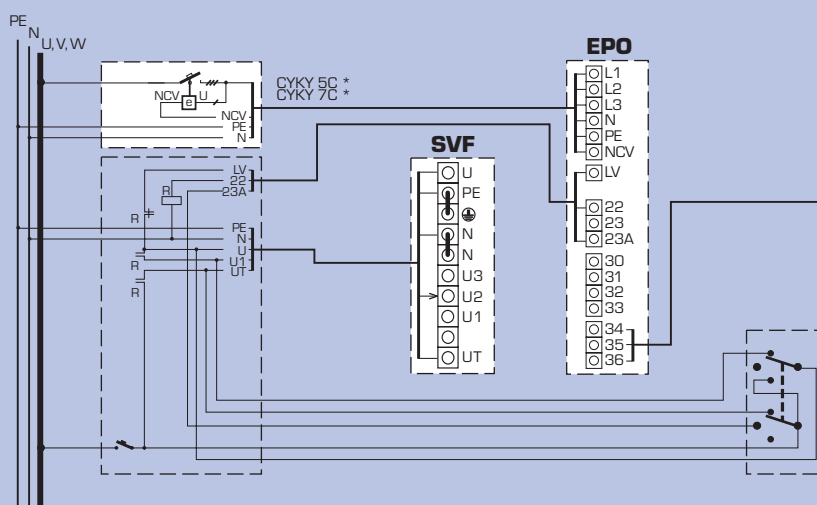 PE
N
U, V, W
NCV
U
e
NCV
PE
N
CYKY 5C *
CYKY 7C *
LV
22
23A
R
R
PE
N
U
U1
UT
R
R
SVF
U
PE
N
N
U3
U2
U1
UT
EPO
L1
L2
L3
N
PE
NCV
LV
22
23
23A
30
31
32
33
34
35
36